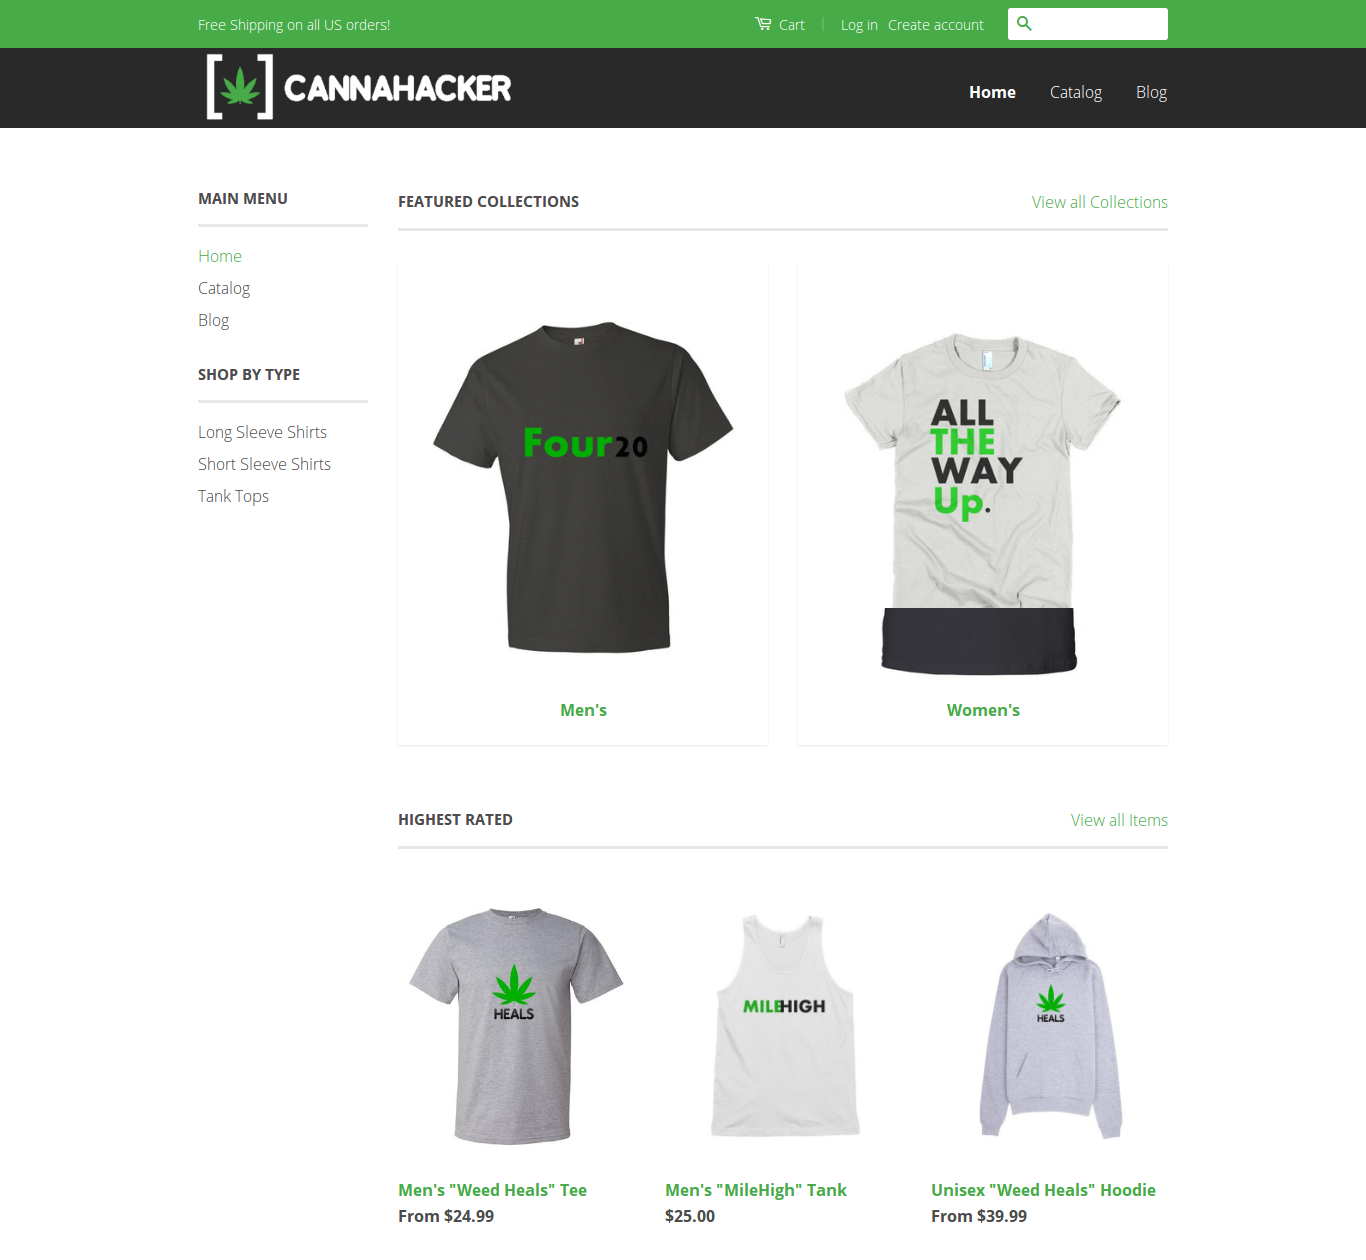 Free Shipping on all US orders!
Cart | Log in Create account
CANNAHACKER
Home Catalog Blog
MAIN MENU
Home
Catalog
Blog
SHOP BY TYPE
Long Sleeve Shirts
Short Sleeve Shirts
Tank Tops
FEATURED COLLECTIONS
View all Collections
Four20
Men's
ALL
THE
WAY
Up.
Women's
HIGHEST RATED
View all Items
HEALS
MILEHIGH
HEALS
Men's "Weed Heals" Tee
From $24.99
Men's "MileHigh" Tank
$25.00
Unisex "Weed Heals" Hoodie
From $39.99